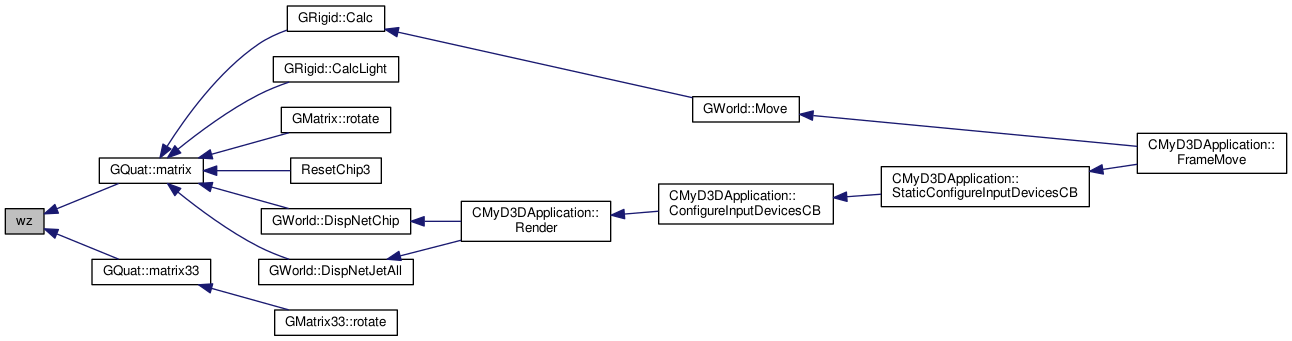 GRigid::Calc
GRigid::CalcLight
GWorld::Move
GMatrix::rotate
CMyD3DApplication::
FrameMove
GQuat::matrix
ResetChip3
CMyD3DApplication::
StaticConfigureInputDevicesCB
CMyD3DApplication::
ConfigureInputDevicesCB
wz
GWorld::DispNetChip
CMyD3DApplication::
Render
GQuat::matrix33
GWorld::DispNetJetAll
GMatrix33::rotate